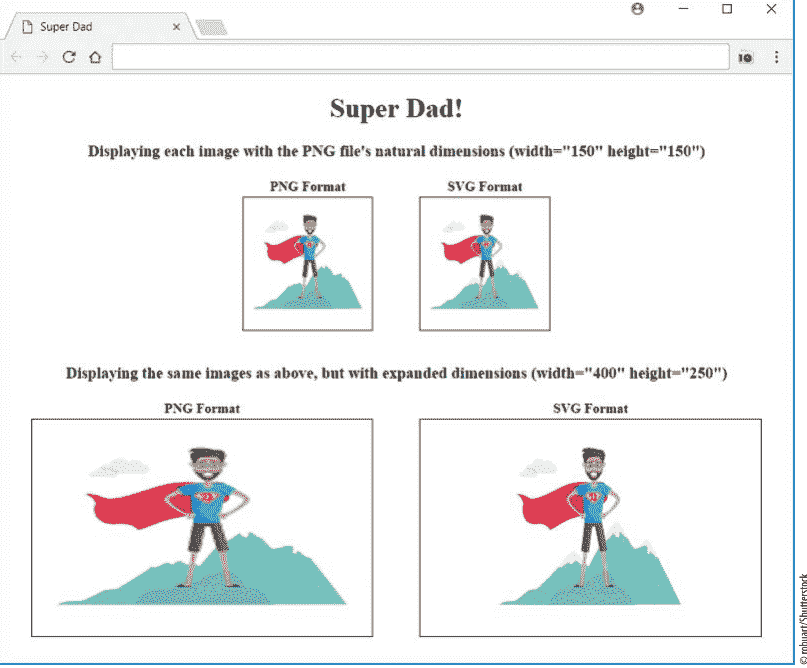 Super Dad
Super Dad!
Displaying each image with the PNG file's natural dimensions (width="150" height="150")
PNG Format
SVG Format
Displaying the same images as above, but with expanded dimensions (width="400" height="250")
PNG Format
SVG Format
© robuart/Shutterstock